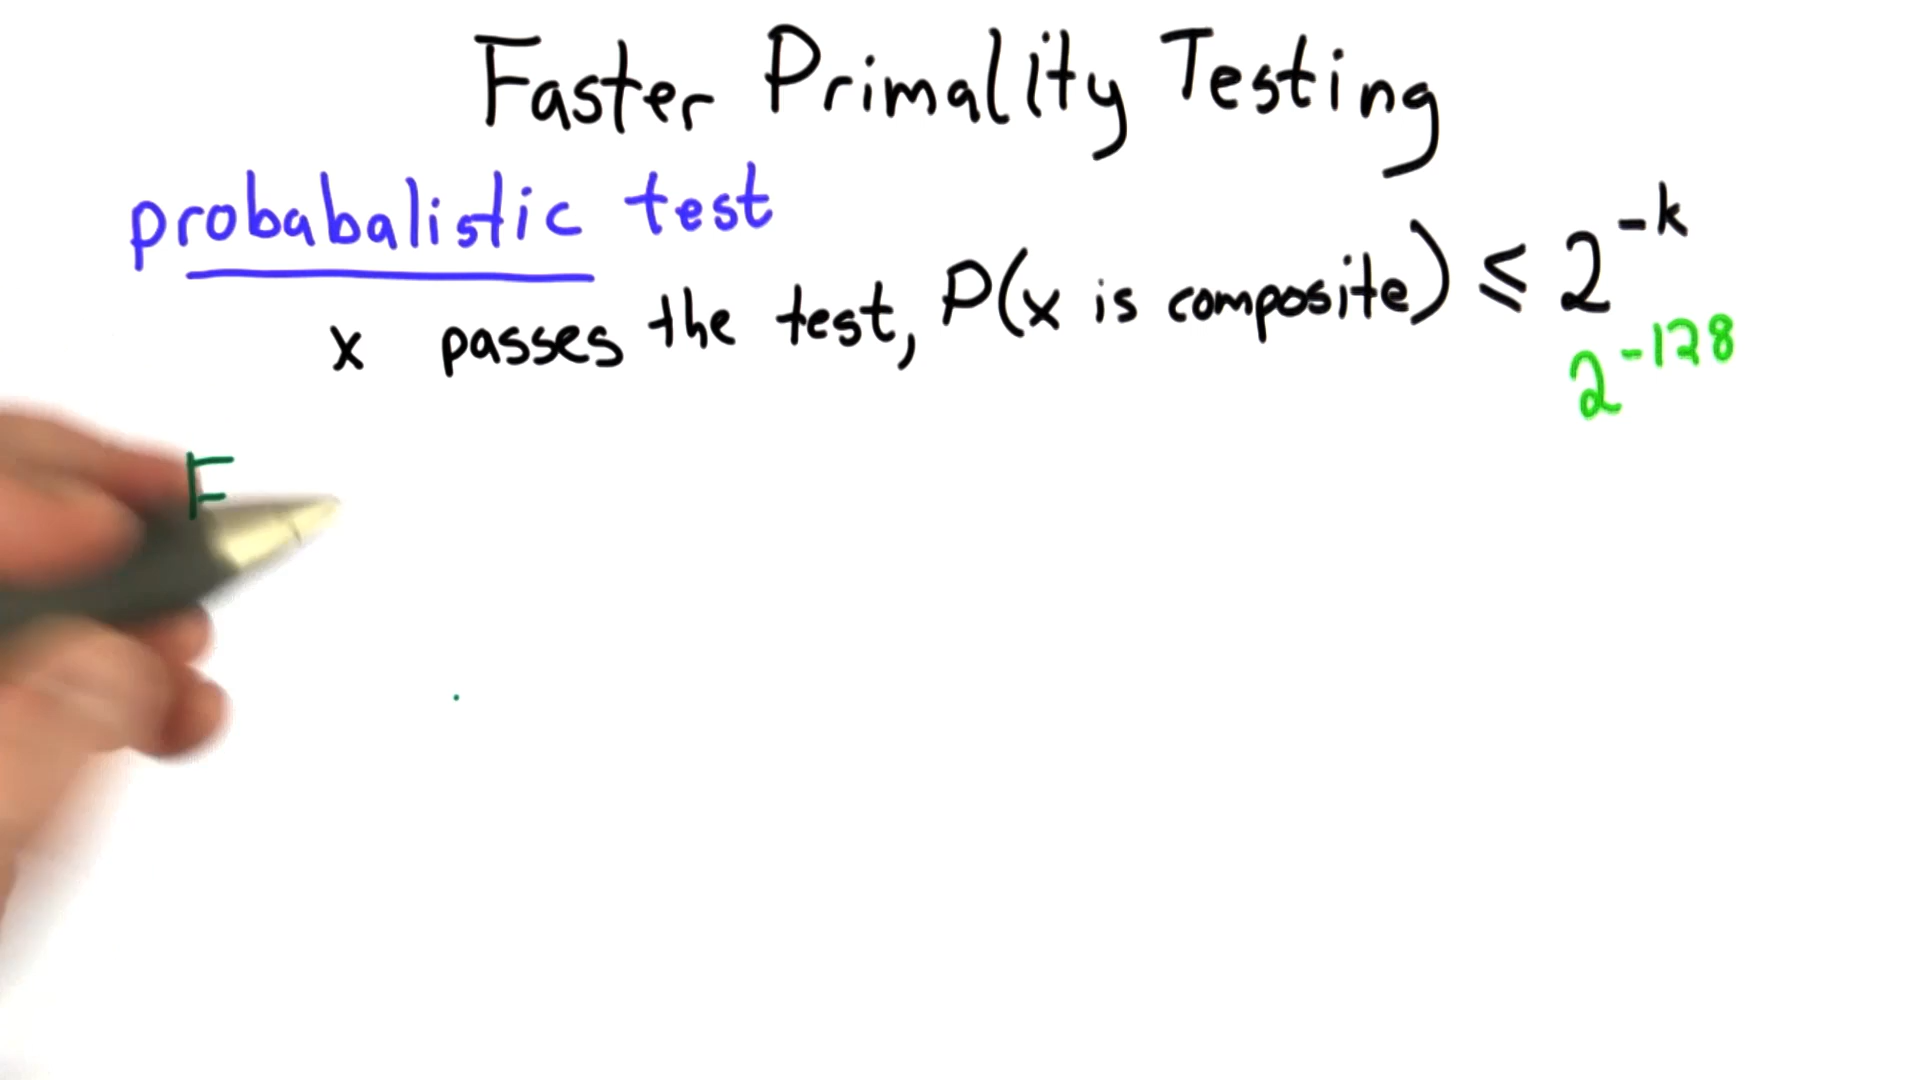 Faster Primality Testing
probabalistic test
x passes the test, P(x is composite) ≤ 2^-k
2^-128
F